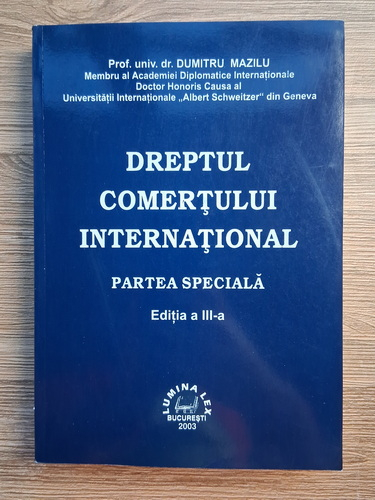 Prof. univ. dr. DUMITRU MAZILU
Membru al Academiei Diplomatice Internaţionale
Doctor Honoris Causa al
Universităţii Internaţionale „Albert Schweitzer" din Geneva
DREPTUL
COMERŢULUI
INTERNAŢIONAL
PARTEA SPECIALĂ
Ediţia a III-a
LUMINA LEX
BUCUREŞTI
2003